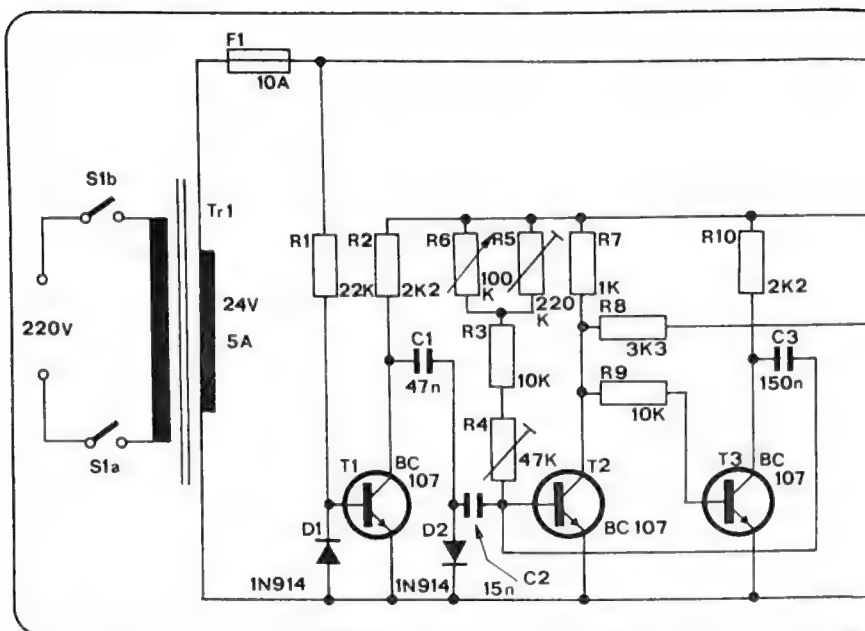 F1
10A
S1b
Tr1
R1
22K
R2
2K2
R6
100
K
R5
220
K
R7
1K
R10
2K2
220V
24V
5A
R8
3K3
C1
47n
R3
10K
C3
150n
R9
10K
R4
47K
S1a
T1
BC
107
T2
BC107
T3
BC
107
D1
1N914
D2
1N914
C2
15n